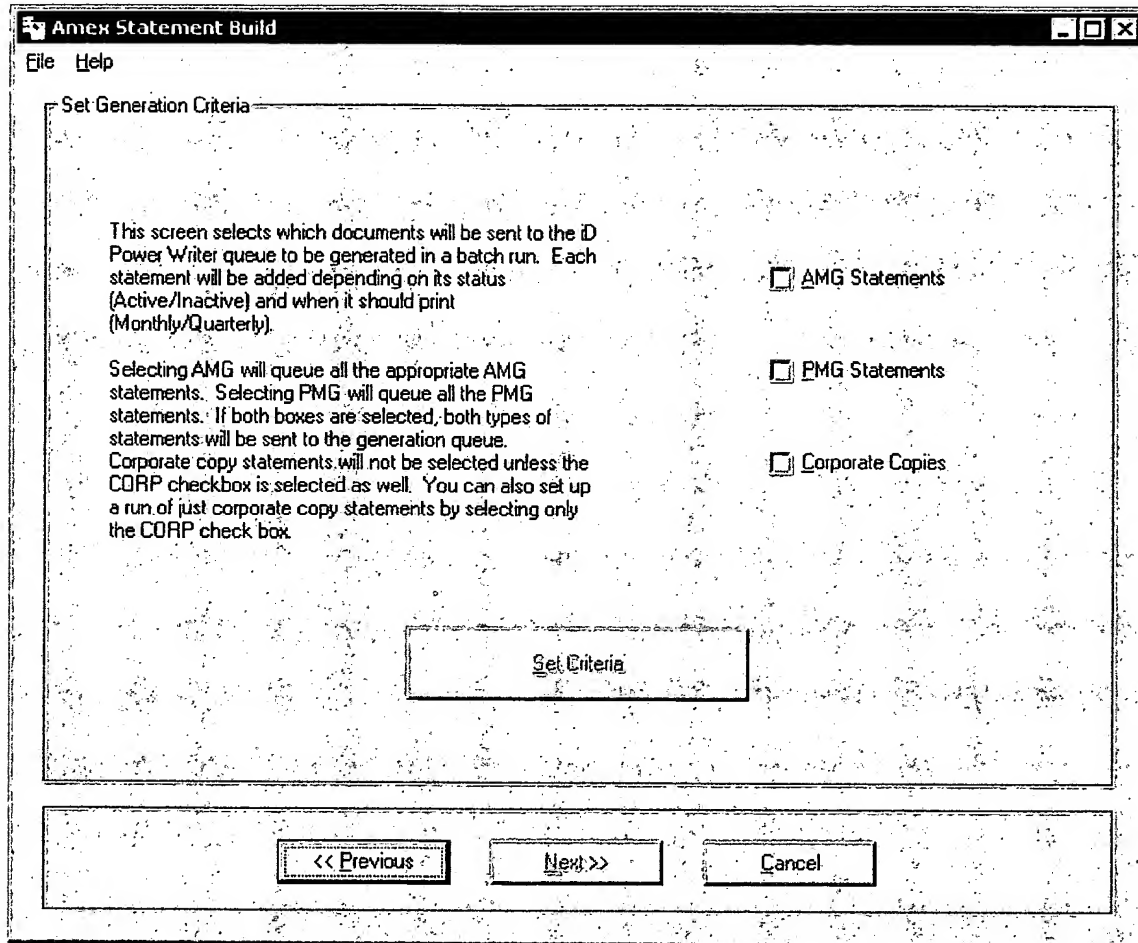 Amex Statement Build
File Help
Set Generation Criteria
This screen selects which documents will be sent to the iD
Power Writer queue to be generated in a batch run. Each
statement will be added depending on its status
(Active/Inactive) and when it should print
(Monthly/Quarterly).
Selecting AMG will queue all the appropriate AMG
statements. Selecting PMG will queue all the PMG
statements. If both boxes are selected, both types of
statements will be sent to the generation queue.
Corporate copy statements will not be selected unless the
CORP checkbox is selected as well. You can also set up
a run of just corporate copy statements by selecting only
the CORP check box.
AMG Statements
PMG Statements
Corporate Copies
Set Criteria
<< Previous
Next >>
Cancel